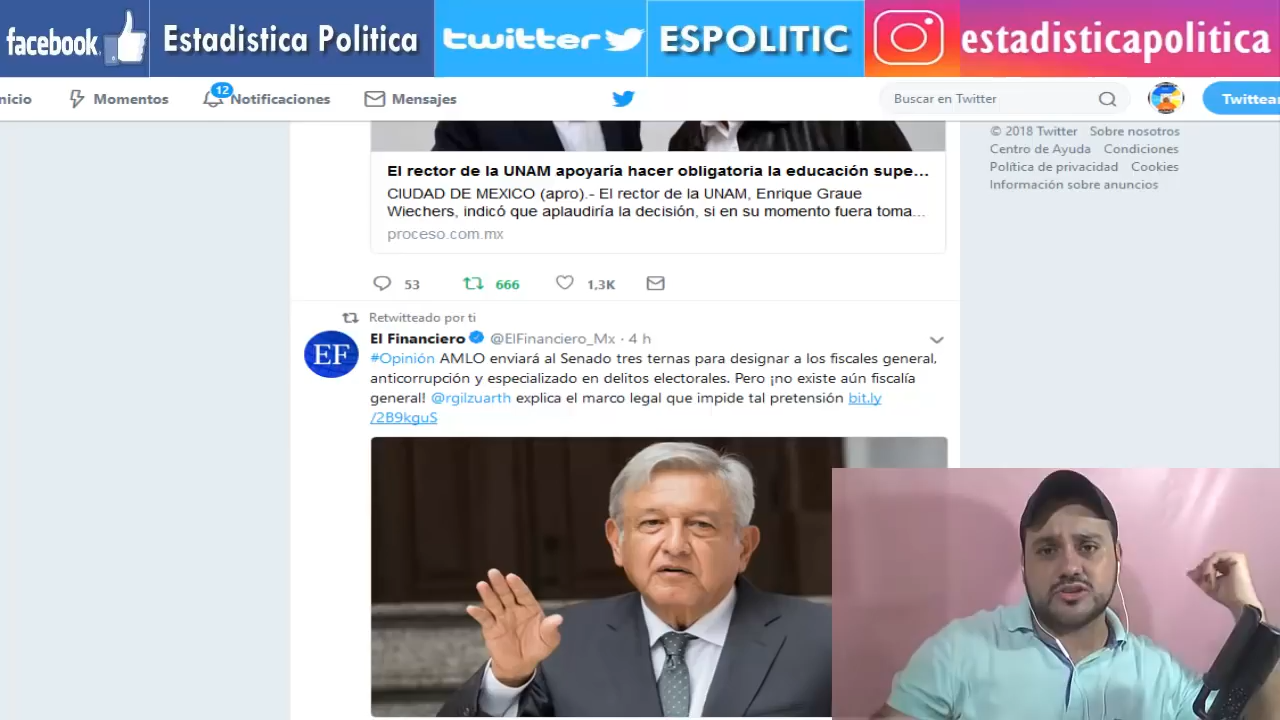 facebook Estadistica Politica twitter ESPOLITIC estadisticapolitica
nicio Momentos 12 Notificaciones Mensajes Buscar en Twitter Twittear
© 2018 Twitter Sobre nosotros
Centro de Ayuda Condiciones
Política de privacidad Cookies
Información sobre anuncios
El rector de la UNAM apoyaría hacer obligatoria la educación supe...
CIUDAD DE MEXICO (apro).- El rector de la UNAM, Enrique Graue
Wiechers, indicó que aplaudiría la decisión, si en su momento fuera toma...
proceso.com.mx
53 666 1,3K
Retwitteado por ti
El Financiero @ElFinanciero_Mx · 4 h
EF
#Opinión AMLO enviará al Senado tres ternas para designar a los fiscales general,
anticorrupción y especializado en delitos electorales. Pero ¡no existe aún fiscalía
general! @rgilzuarth explica el marco legal que impide tal pretensión bit.ly
/2B9kguS